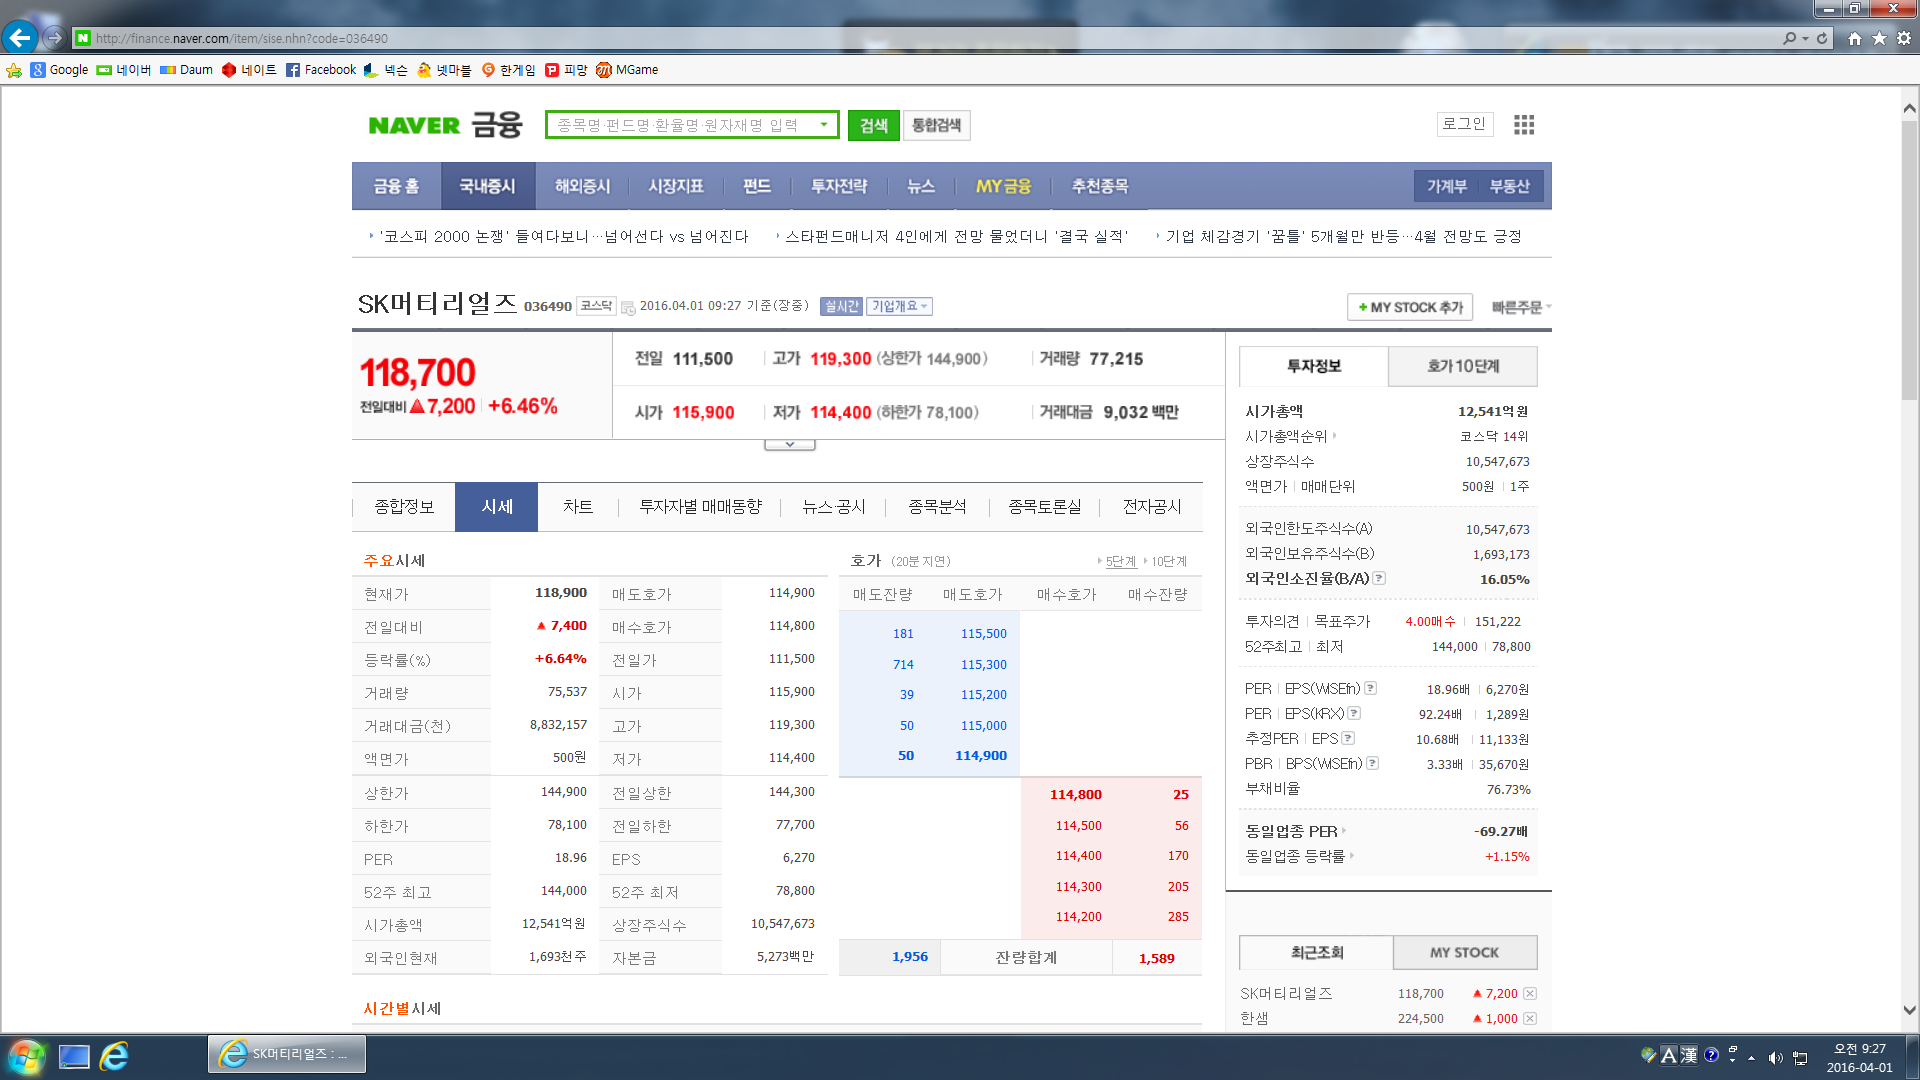 http://finance.naver.com/item/sise.nhn?code=036490
Google 네이버 Daum 네이트 Facebook 넥슨 넷마블 한게임 피망 MGame
NAVER 금융 종목명·펀드명·환율명·원자재명 입력 검색 통합검색 로그인
금융 홈 국내증시 해외증시 시장지표 펀드 투자전략 뉴스 MY금융 추천종목 가계부 부동산
'코스피 2000 논쟁' 들여다보니…넘어선다 vs 넘어진다 스타펀드매니저 4인에게 전망 물었더니 '결국 실적' 기업 체감경기 '꿈틀' 5개월만 반등…4월 전망도 긍정
SK머티리얼즈 036490 코스닥 2016.04.01 09:27 기준(장중) 실시간 기업개요 + MY STOCK 추가 빠른주문
118,700
전일대비 ▲7,200 +6.46%
전일 111,500 고가 119,300 (상한가 144,900) 거래량 77,215
시가 115,900 저가 114,400 (하한가 78,100) 거래대금 9,032 백만
종합정보 시세 차트 투자자별 매매동향 뉴스·공시 종목분석 종목토론실 전자공시
주요시세
현재가 118,900 매도호가 114,900
전일대비 ▲ 7,400 매수호가 114,800
등락률(%) +6.64% 전일가 111,500
거래량 75,537 시가 115,900
거래대금(천) 8,832,157 고가 119,300
액면가 500원 저가 114,400
상한가 144,900 전일상한 144,300
하한가 78,100 전일하한 77,700
PER 18.96 EPS 6,270
52주 최고 144,000 52주 최저 78,800
시가총액 12,541억원 상장주식수 10,547,673
외국인현재 1,693천주 자본금 5,273백만
시간별시세
호가 (20분 지연) 5단계 10단계
매도잔량 매도호가 매수호가 매수잔량
181 115,500
714 115,300
39 115,200
50 115,000
50 114,900
114,800 25
114,500 56
114,400 170
114,300 205
114,200 285
1,956 잔량합계 1,589
투자정보 호가 10단계
시가총액 12,541억원
시가총액순위 코스닥 14위
상장주식수 10,547,673
액면가 매매단위 500원 1주
외국인한도주식수(A) 10,547,673
외국인보유주식수(B) 1,693,173
외국인소진율(B/A) ? 16.05%
투자의견 목표주가 4.00매수 151,222
52주최고 최저 144,000 78,800
PER EPS(WISEfn) ? 18.96배 6,270원
PER EPS(KRX) ? 92.24배 1,289원
추정PER EPS ? 10.68배 11,133원
PBR BPS(WISEfn) ? 3.33배 35,670원
부채비율 76.73%
동일업종 PER -69.27배
동일업종 등락률 +1.15%
최근조회 MY STOCK
SK머티리얼즈 118,700 ▲ 7,200
한샘 224,500 ▲ 1,000
SK머티리얼즈 : ...
A 漢 ?
오전 9:27
2016-04-01